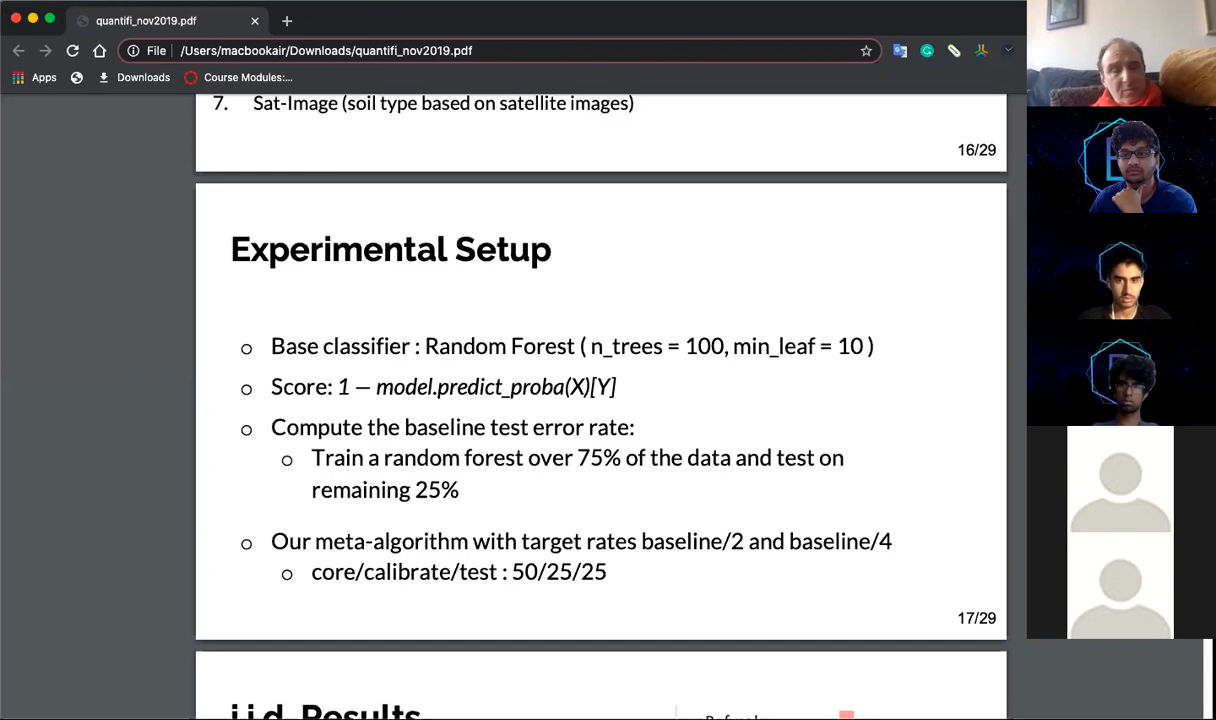 quantifi_nov2019.pdf
File /Users/macbookair/Downloads/quantifi_nov2019.pdf
Apps Downloads Course Modules:...
7. Sat-Image (soil type based on satellite images)
16/29
Experimental Setup
Base classifier : Random Forest ( n_trees = 100, min_leaf = 10 )
Score: 1 – model.predict_proba(X)[Y]
Compute the baseline test error rate:
Train a random forest over 75% of the data and test on
remaining 25%
Our meta-algorithm with target rates baseline/2 and baseline/4
core/calibrate/test : 50/25/25
17/29
i.i.d. Results